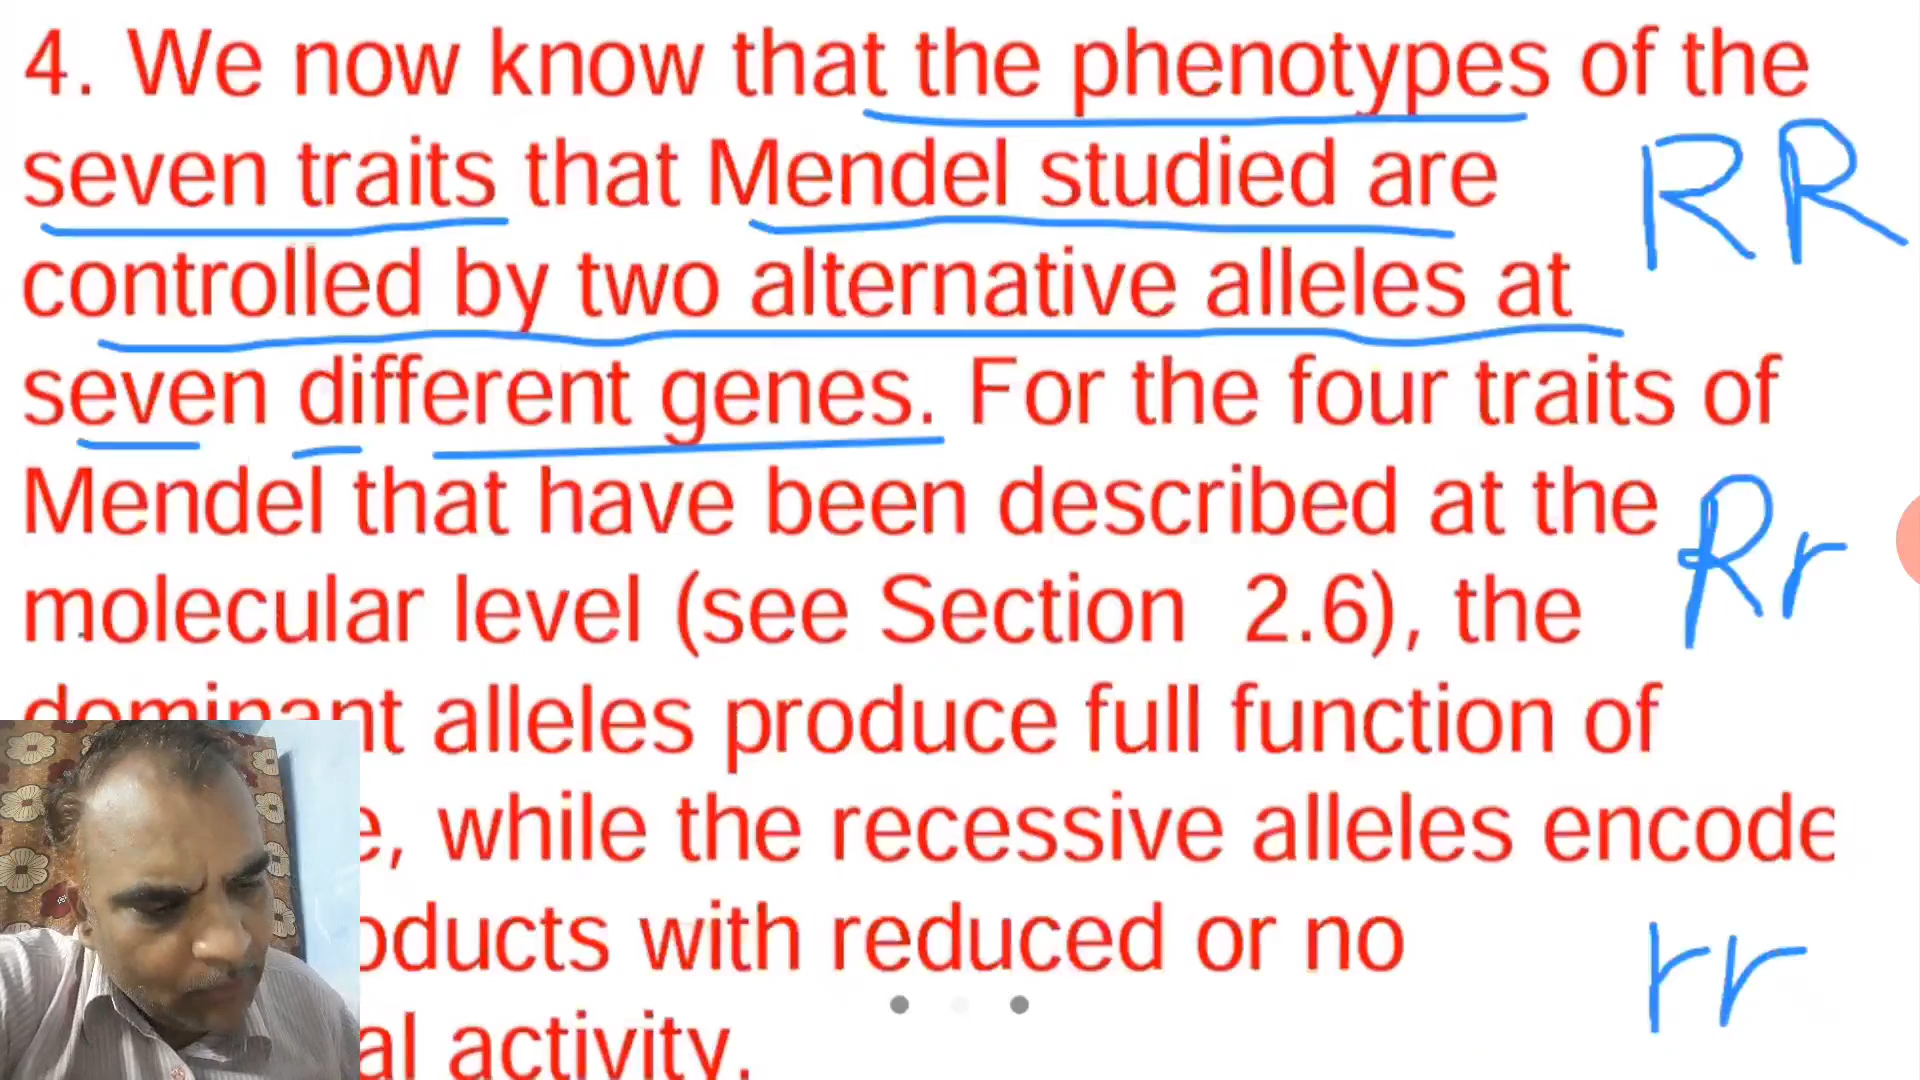 4. We now know that the phenotypes of the
seven traits that Mendel studied are
RR
controlled by two alternative alleles at
seven different genes. For the four traits of
Mendel that have been described at the
Rr
molecular level (see Section 2.6), the
dominant alleles produce full function of
while the recessive alleles encode
with reduced or no
rr
activity.